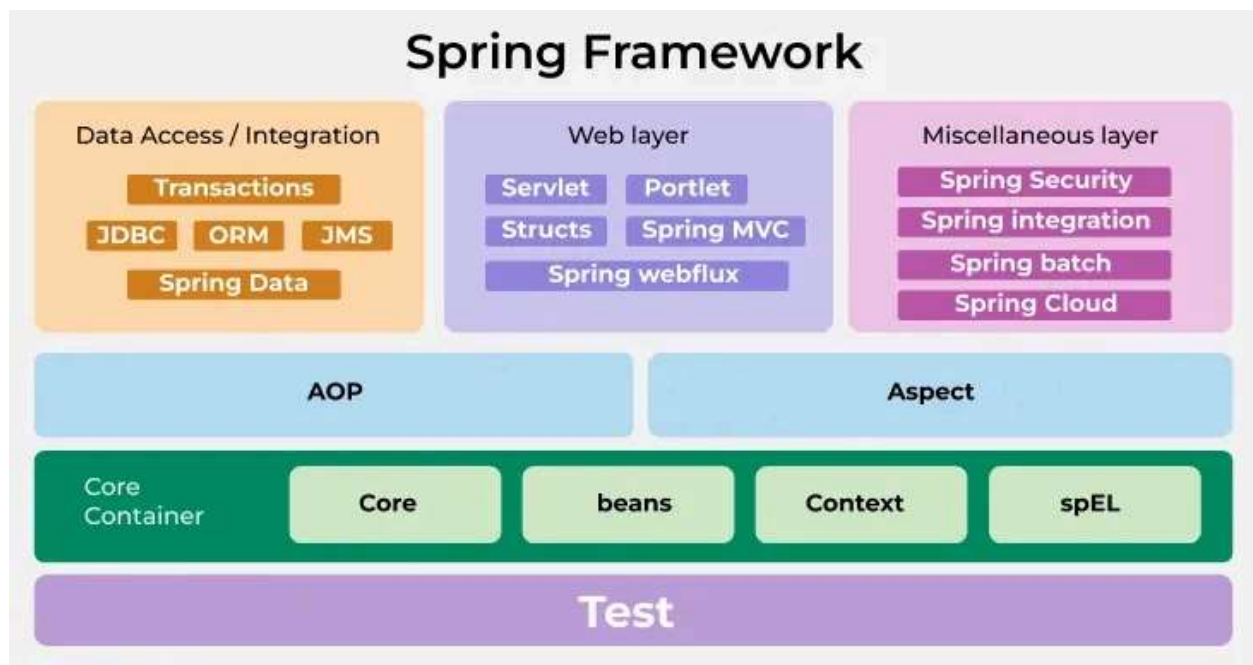 Spring Framework
Data Access / Integration
Transactions
JDBC ORM JMS
Spring Data
Web layer
Servlet Portlet
Structs Spring MVC
Spring webflux
Miscellaneous layer
Spring Security
Spring integration
Spring batch
Spring Cloud
AOP
Aspect
Core
Container
Core
beans
Context
spEL
Test